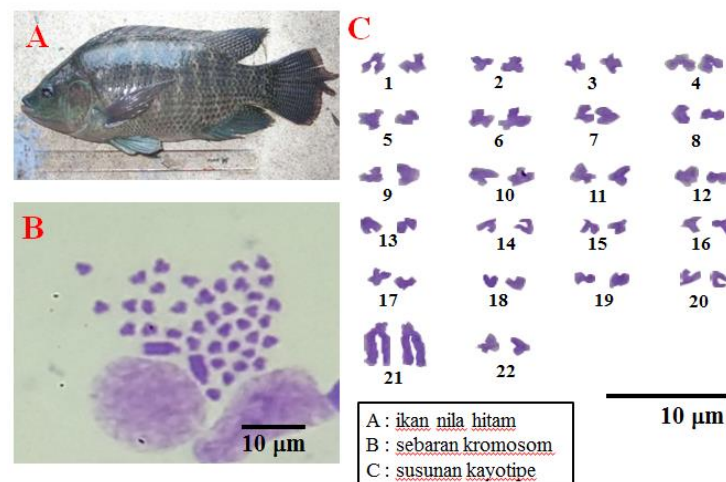 A
B
10 µm
C
1 2 3 4
5 6 7 8
9 10 11 12
13 14 15 16
17 18 19 20
21 22
10 µm
A : ikan nila hitam
B : sebaran kromosom
C : susunan kayotipe